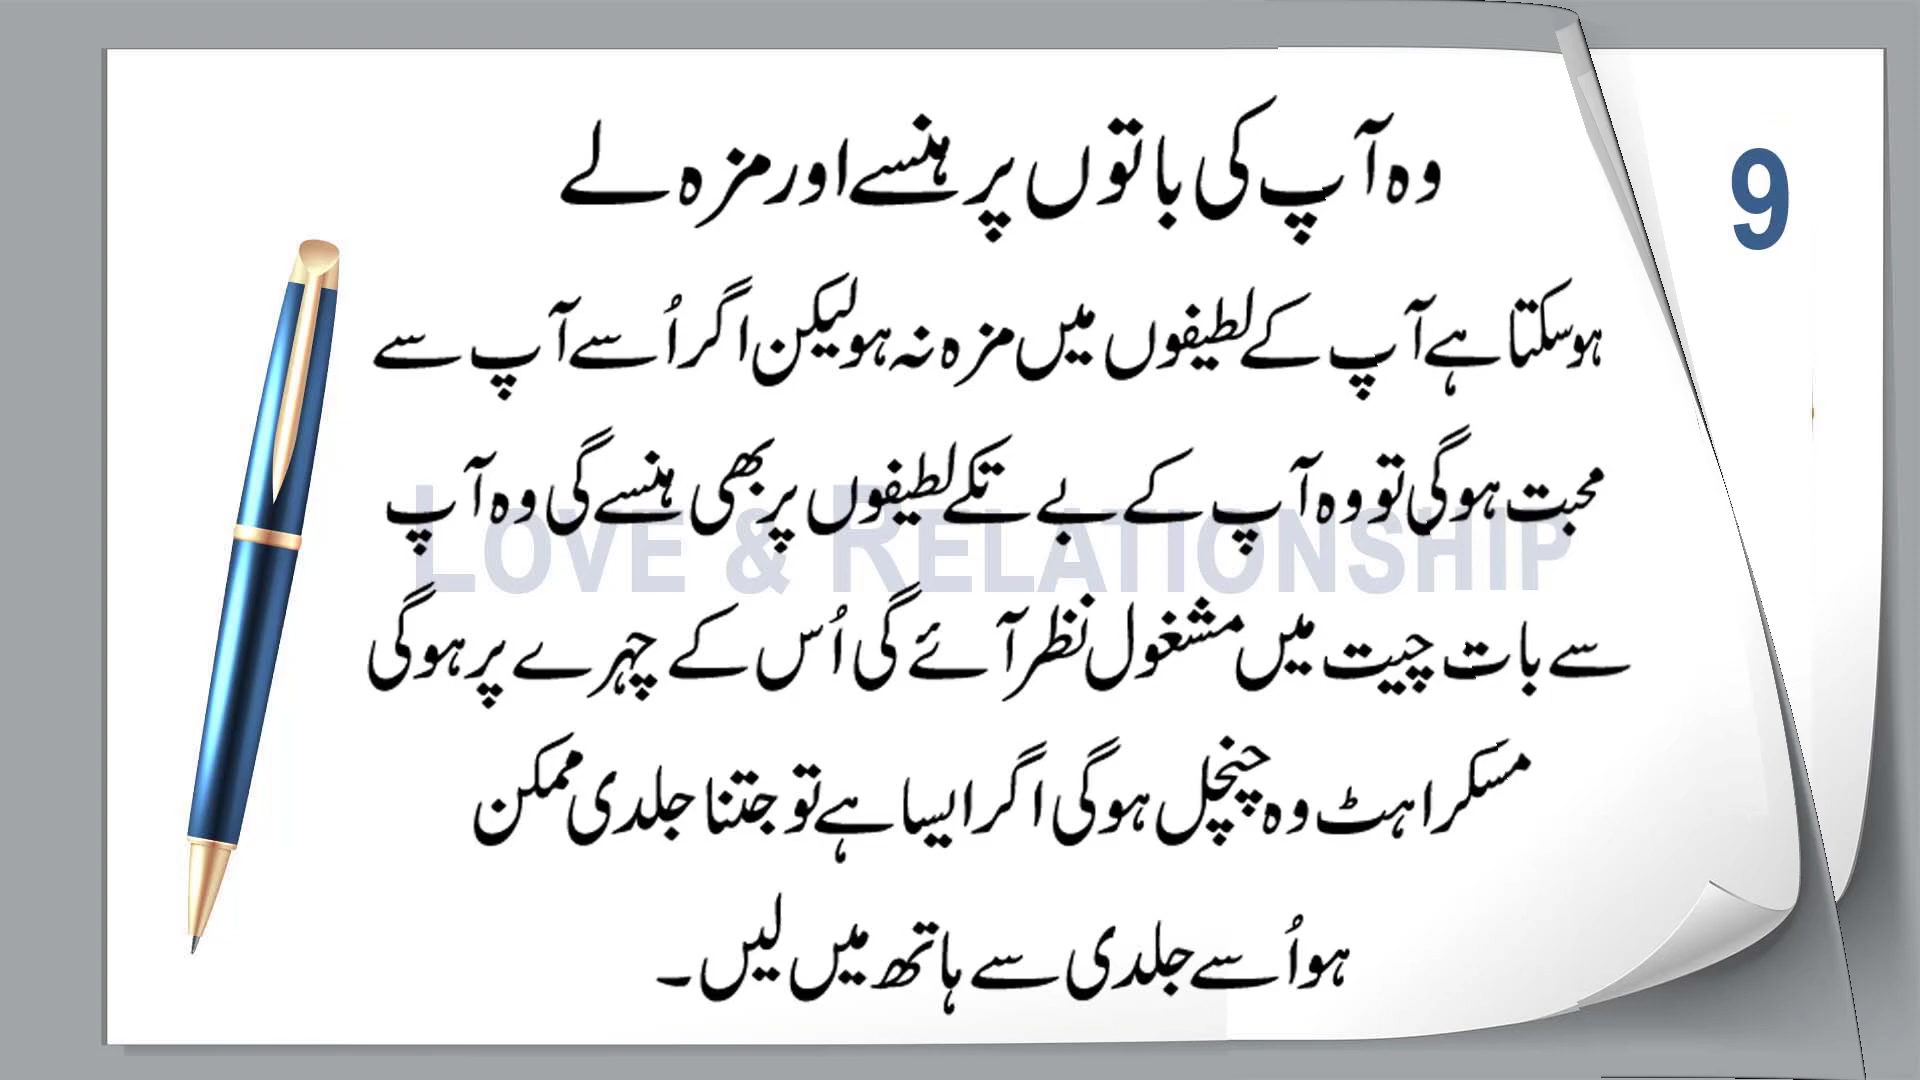 9
وہ آپ کی باتوں پر ہنسے اور مزہ لے
ہوسکتا ہے آپ کے لطیفوں میں مزہ نہ ہو لیکن اگر اُسے آپ سے
محبت ہوگی تو وہ آپ کے بے تکے لطیفوں پر بھی ہنسے گی وہ آپ
LOVE & RELATIONSHIP
سے بات چیت میں مشغول نظر آئے گی اُس کے چہرے پر ہوگی
مسکراہٹ وہ چنچل ہوگی اگر ایسا ہے تو جتنا جلدی ممکن
ہو اُسے جلدی سے ہاتھ میں لیں۔